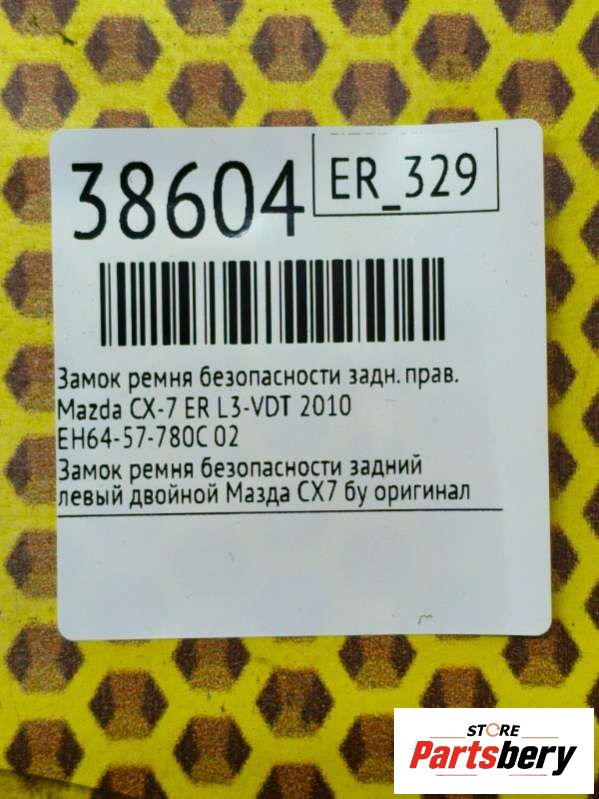 38604
ER_329
Замок ремня безопасности задн. прав.
Mazda CX-7 ER L3-VDT 2010
EH64-57-780C 02
Замок ремня безопасности задний
левый двойной Мазда СХ7 бу оригинал
STORE
Partsbery